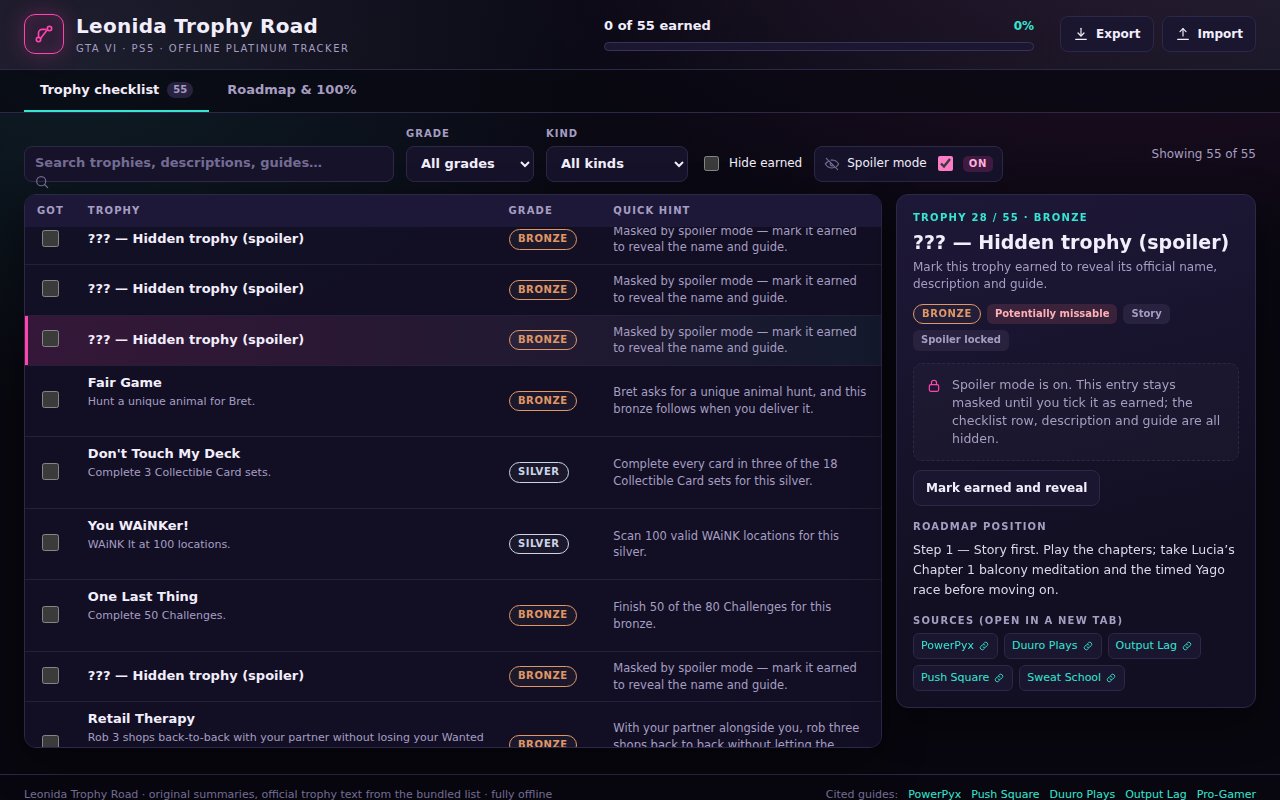 Leonida Trophy Road
GTA VI · PS5 · OFFLINE PLATINUM TRACKER
0 of 55 earned
0%
Export
Import
Trophy checklist 55
Roadmap & 100%
GRADE
KIND
Search trophies, descriptions, guides…
All grades
All kinds
Hide earned
Spoiler mode
ON
Showing 55 of 55
GOT
TROPHY
GRADE
QUICK HINT
??? — Hidden trophy (spoiler)
BRONZE
Masked by spoiler mode — mark it earned
to reveal the name and guide.
??? — Hidden trophy (spoiler)
BRONZE
Masked by spoiler mode — mark it earned
to reveal the name and guide.
??? — Hidden trophy (spoiler)
BRONZE
Masked by spoiler mode — mark it earned
to reveal the name and guide.
Fair Game
Hunt a unique animal for Bret.
BRONZE
Bret asks for a unique animal hunt, and this
bronze follows when you deliver it.
Don't Touch My Deck
Complete 3 Collectible Card sets.
SILVER
Complete every card in three of the 18
Collectible Card sets for this silver.
You WAiNKer!
WAiNK It at 100 locations.
SILVER
Scan 100 valid WAiNK locations for this
silver.
One Last Thing
Complete 50 Challenges.
BRONZE
Finish 50 of the 80 Challenges for this
bronze.
??? — Hidden trophy (spoiler)
BRONZE
Masked by spoiler mode — mark it earned
to reveal the name and guide.
Retail Therapy
Rob 3 shops back-to-back with your partner without losing your Wanted
BRONZE
With your partner alongside you, rob three
shops back to back without letting the
TROPHY 28 / 55 · BRONZE
??? — Hidden trophy (spoiler)
Mark this trophy earned to reveal its official name,
description and guide.
BRONZE
Potentially missable
Story
Spoiler locked
Spoiler mode is on. This entry stays
masked until you tick it as earned; the
checklist row, description and guide are all
hidden.
Mark earned and reveal
ROADMAP POSITION
Step 1 — Story first. Play the chapters; take Lucia’s
Chapter 1 balcony meditation and the timed Yago
race before moving on.
SOURCES (OPEN IN A NEW TAB)
PowerPyx
Duuro Plays
Output Lag
Push Square
Sweat School
Leonida Trophy Road · original summaries, official trophy text from the bundled list · fully offline
Cited guides: PowerPyx Push Square Duuro Plays Output Lag Pro-Gamer